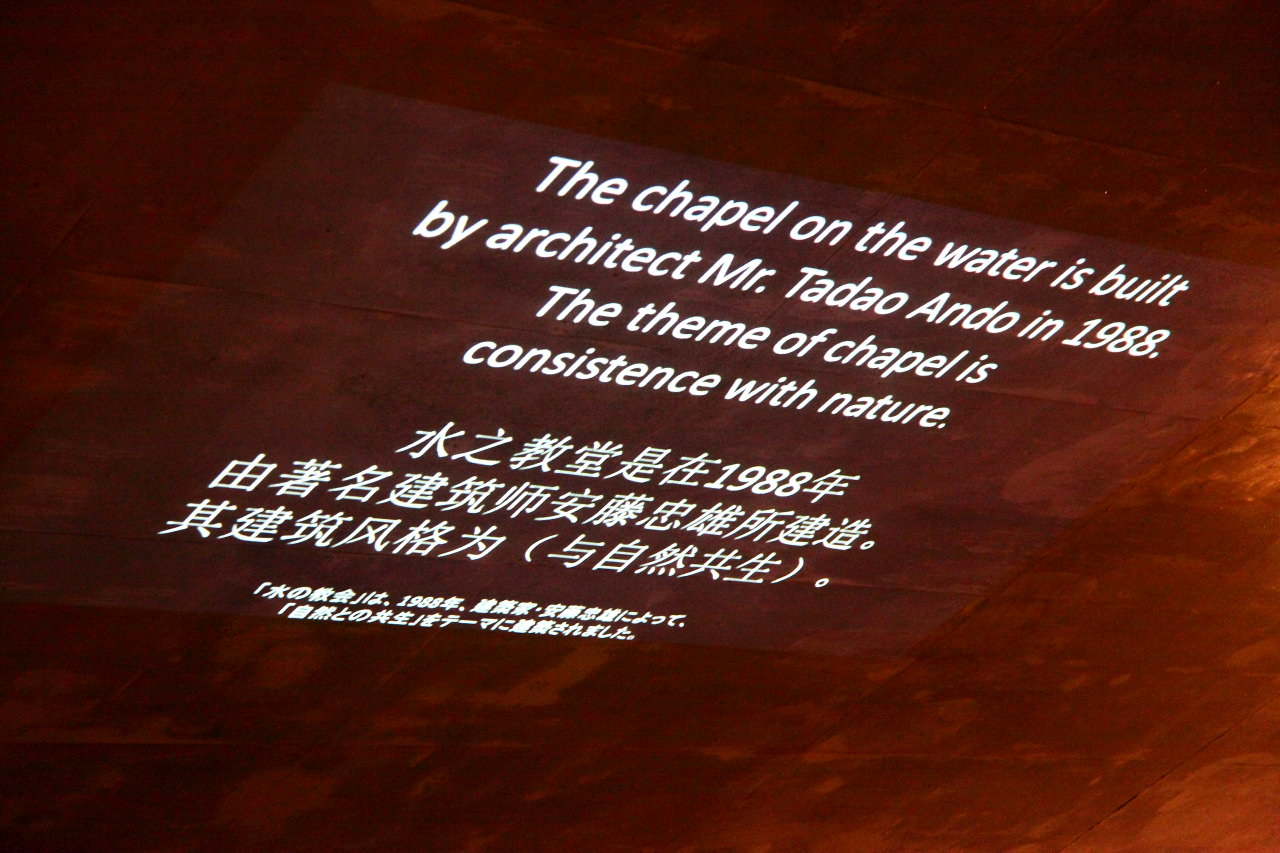 The chapel on the water is built
by architect Mr. Tadao Ando in 1988.
The theme of chapel is
consistence with nature.
水之教堂是在1988年
由著名建筑师安藤忠雄所建造。
其建筑风格为（与自然共生）。
「水の教会」は、1988年、建築家・安藤忠雄によって、
「自然との共生」をテーマに建築されました。